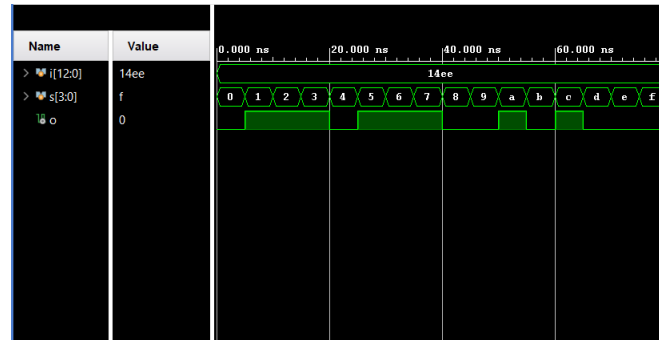 Name Value 0.000 ns 20.000 ns 40.000 ns 60.000 ns
> i[12:0] 14ee 14ee
> s[3:0] f 0 1 2 3 4 5 6 7 8 9 a b c d e f
o 0